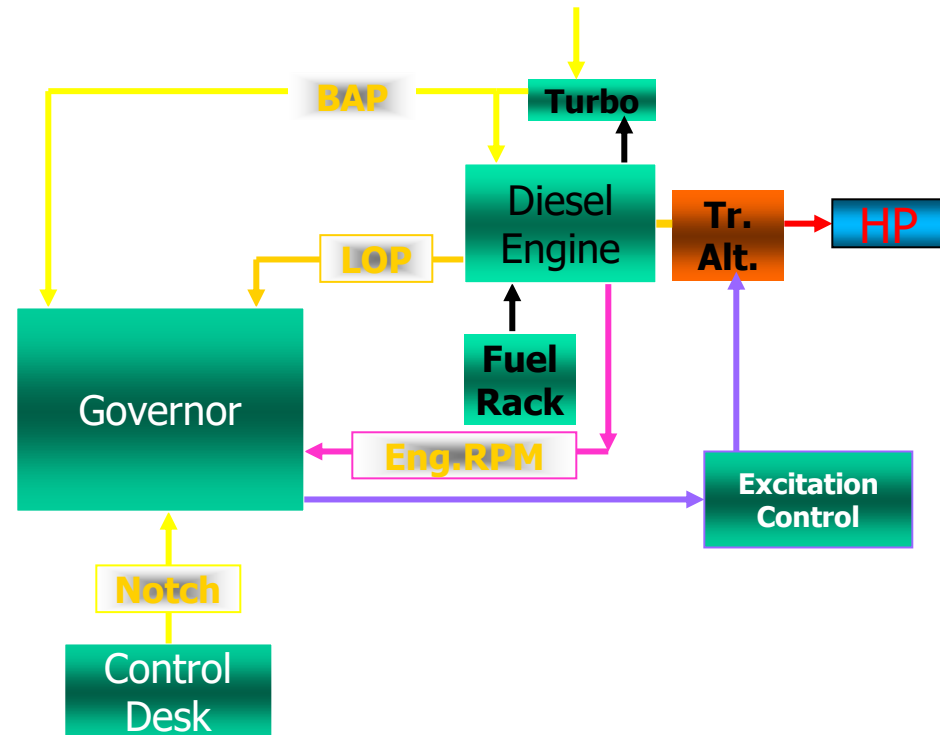 BAP
Turbo
Diesel
Engine
Tr.
Alt.
HP
LOP
Fuel
Rack
Governor
Eng.RPM
Excitation
Control
Notch
Control
Desk